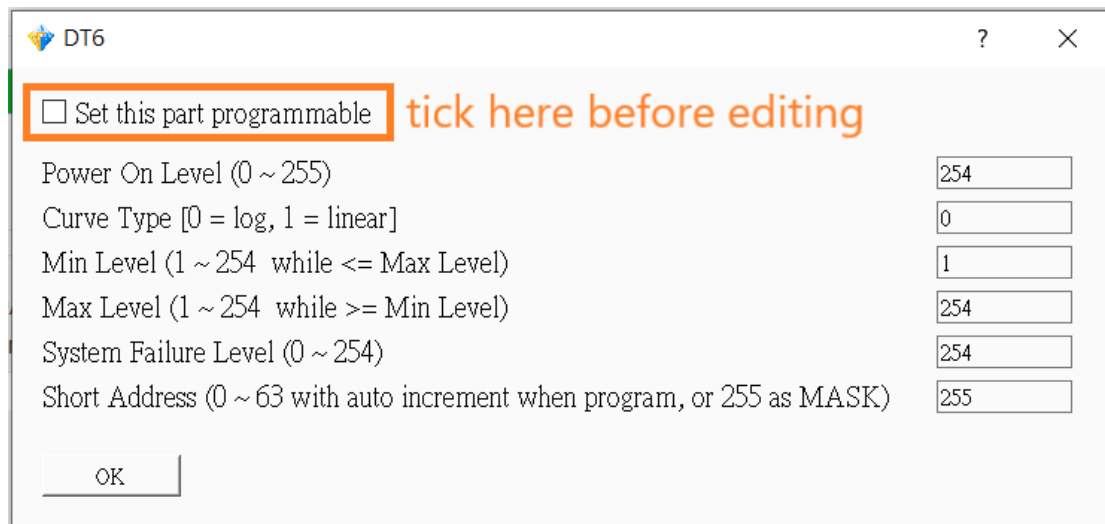 DT6
?
Set this part programmable tick here before editing
Power On Level (0 ~ 255) 254
Curve Type [0 = log, 1 = linear] 0
Min Level (1 ~ 254 while <= Max Level) 1
Max Level (1 ~ 254 while >= Min Level) 254
System Failure Level (0 ~ 254) 254
Short Address (0 ~ 63 with auto increment when program, or 255 as MASK) 255
OK